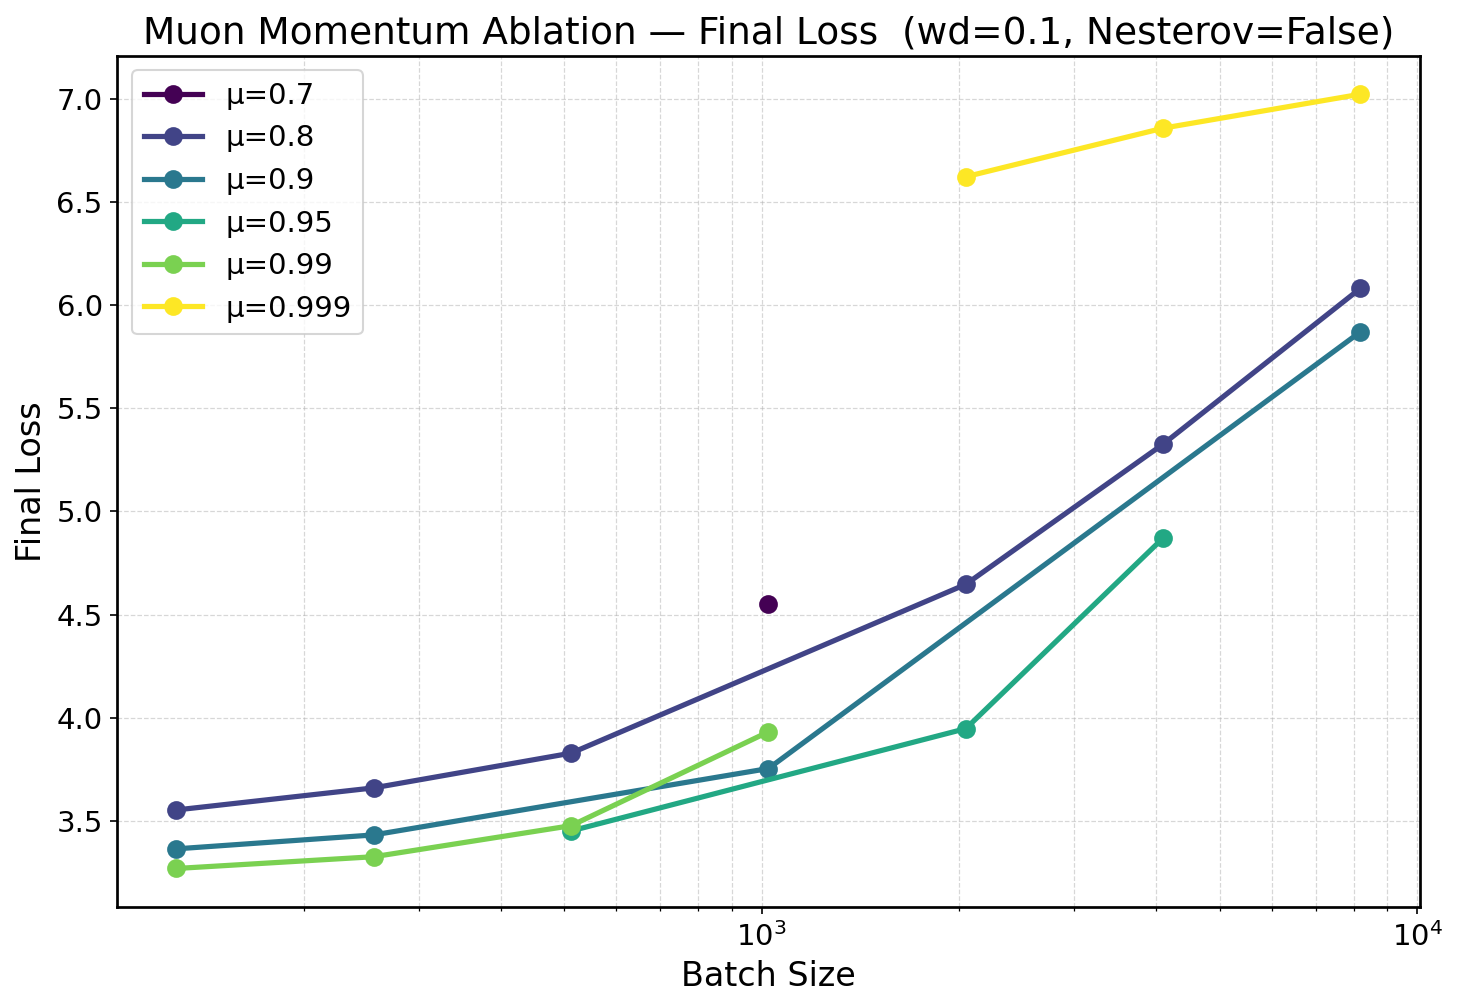 Muon Momentum Ablation — Final Loss  (wd=0.1, Nesterov=False)
μ=0.7
μ=0.8
μ=0.9
μ=0.95
μ=0.99
μ=0.999
7.0
6.5
6.0
5.5
5.0
4.5
4.0
3.5
Final Loss
10³
10⁴
Batch Size